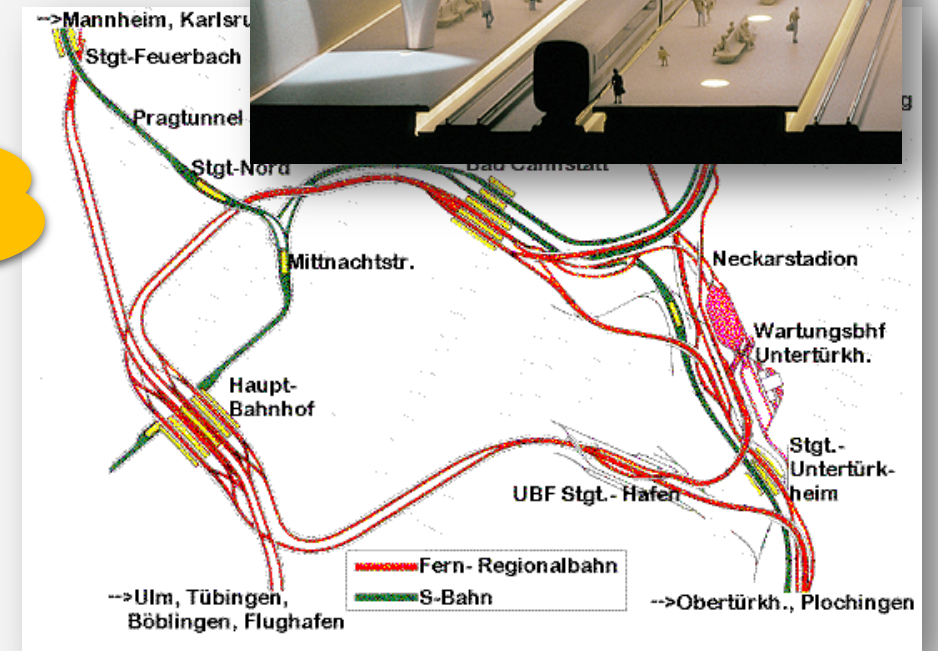 -->Mannheim, Karlsru
Stgt-Feuerbach
Pragtunnel
g
Stgt-Nord
Bad Cannstatt
Mittnachtstr.
Neckarstadion
Wartungsbhf
Untertürkh.
Haupt-
Bahnhof
Stgt.-
Untertürk-
heim
UBF Stgt.- Hafen
Fern- Regionalbahn
S-Bahn
-->Ulm, Tübingen,
Böblingen, Flughafen
-->Obertürkh., Plochingen